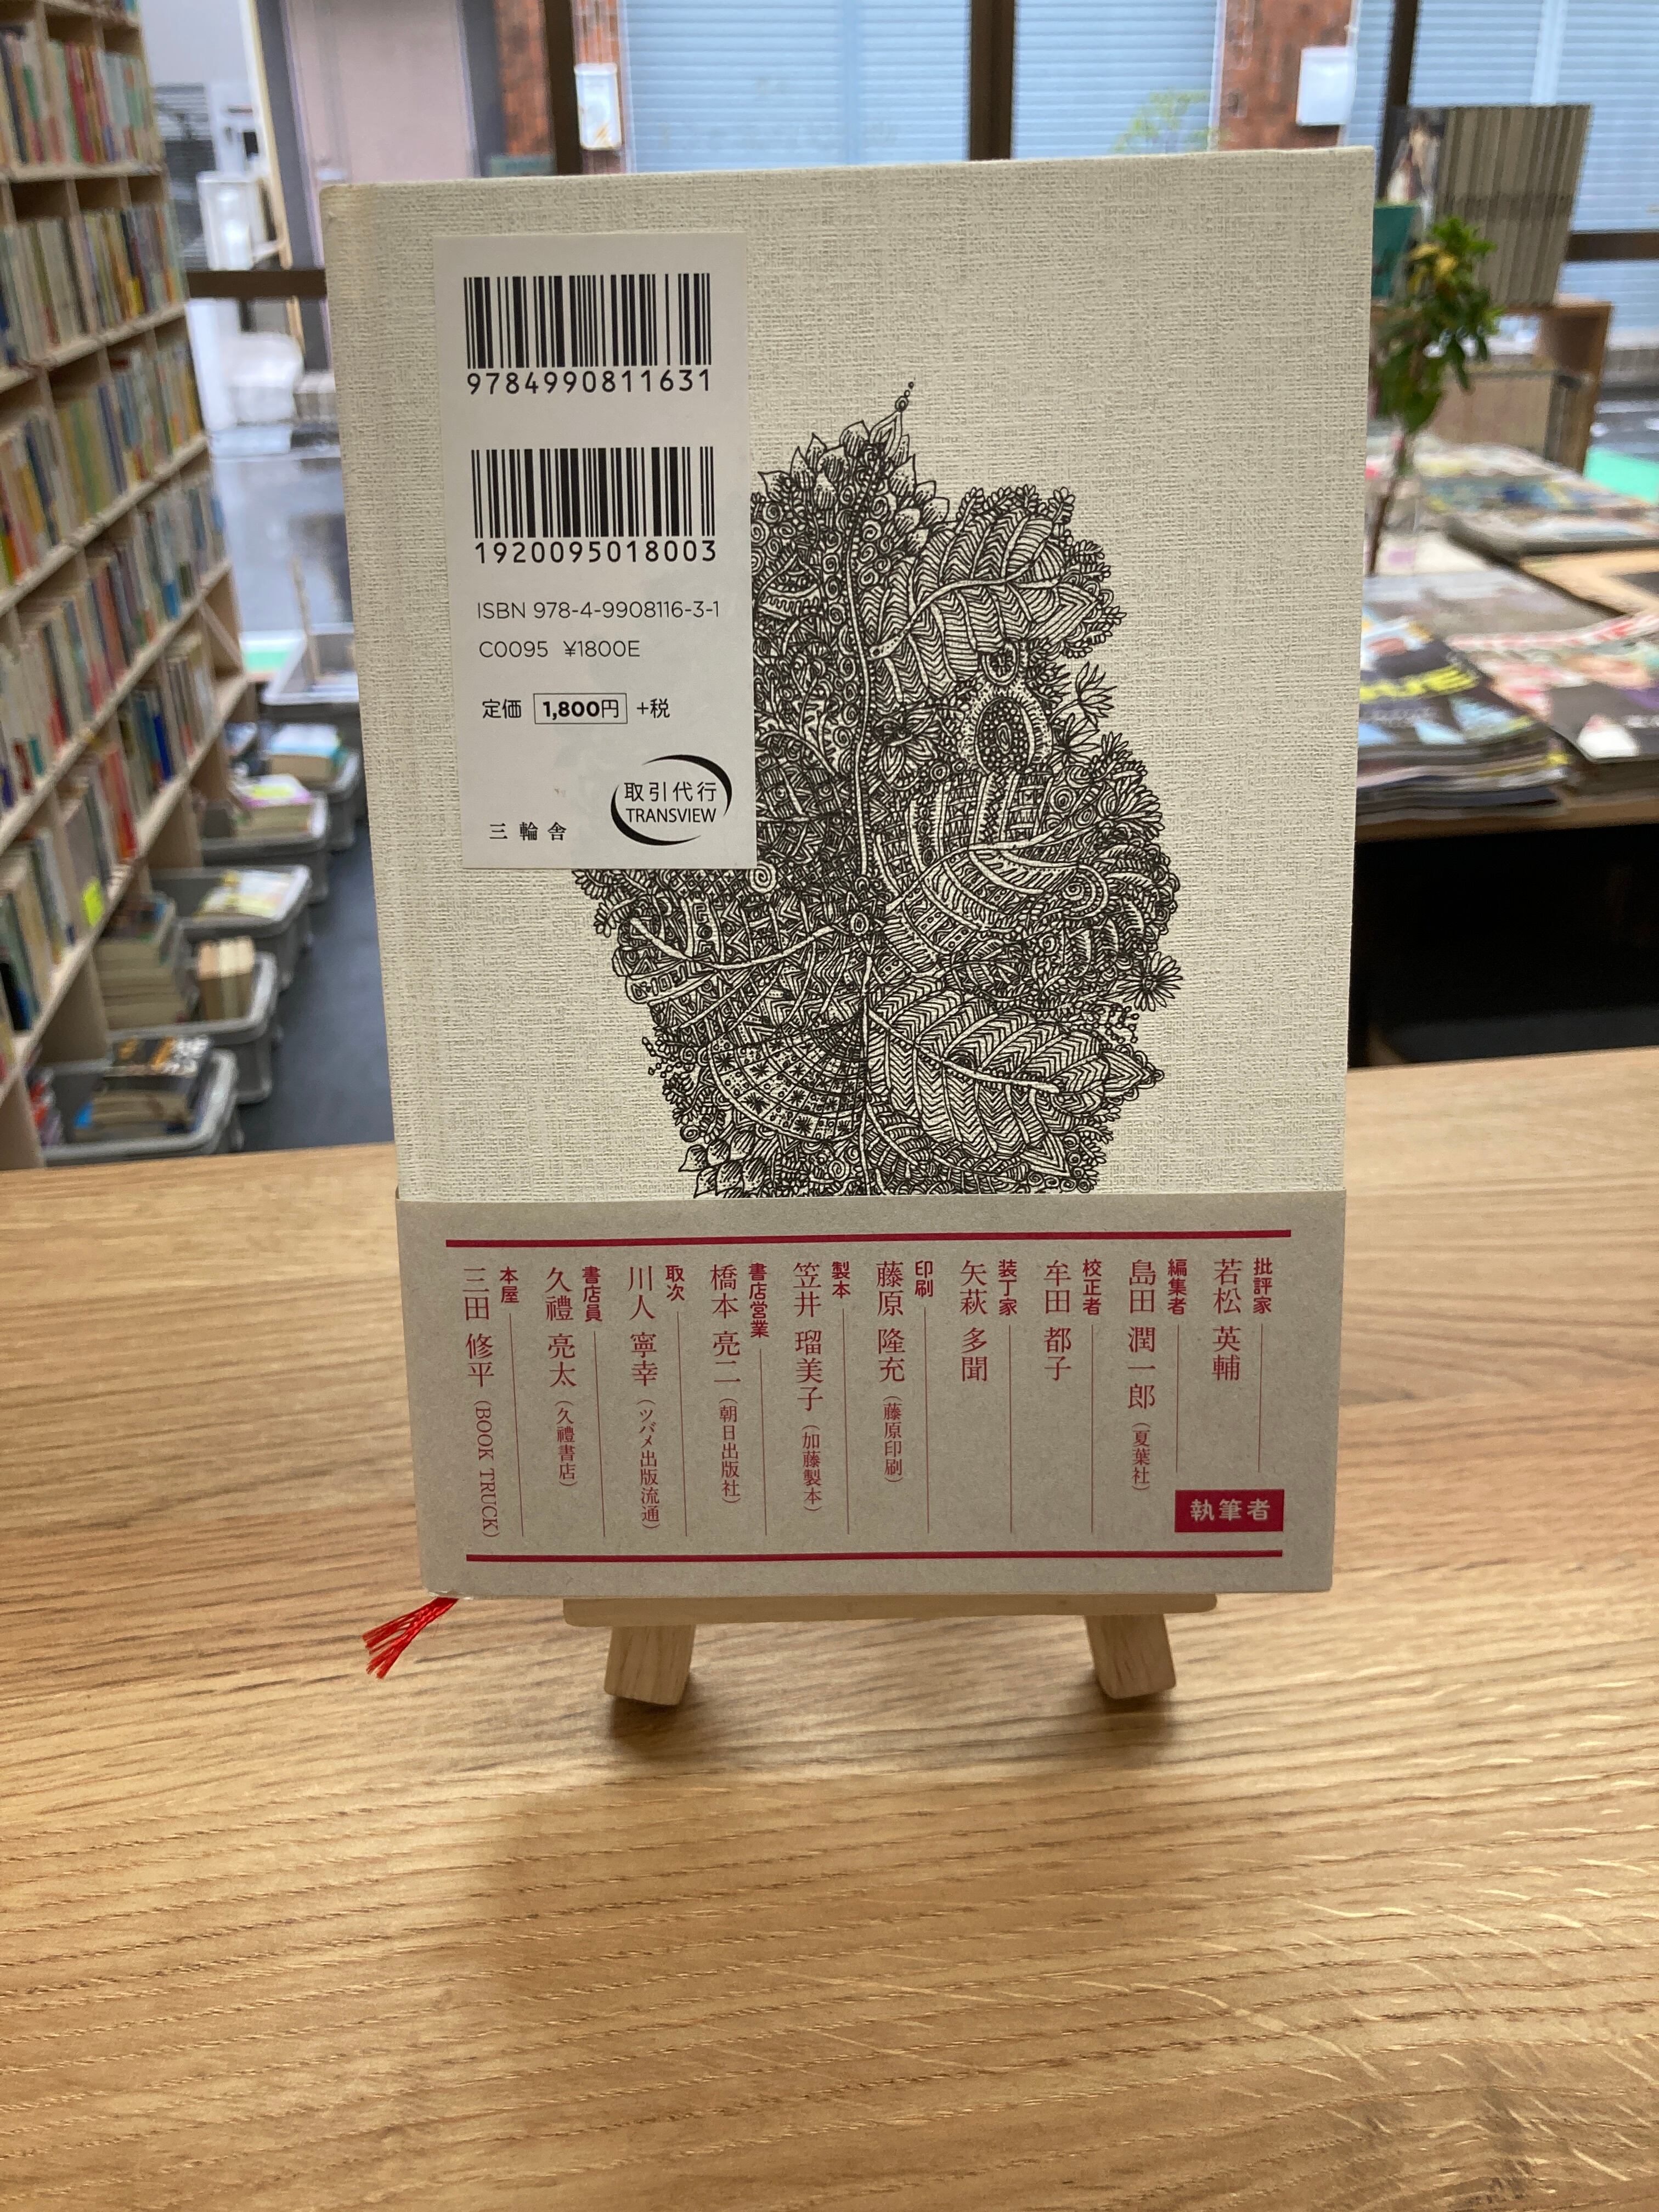 9784990811631
1920095018003
ISBN 978-4-9908116-3-1
C0095 ¥1800E
定価 1,800円 +税
取引代行
TRANSVIEW
三輪舎
執筆者
批評家
若松 英輔
編集者
島田 潤一郎（夏葉社）
校正者
牟田 都子
装丁家
矢萩 多聞
印刷
藤原 隆充（藤原印刷）
製本
笠井 瑠美子（加藤製本）
書店営業
橋本 亮二（朝日出版社）
取次
川人 寧幸（ツバメ出版流通）
書店員
久禮 亮太（久禮書店）
本屋
三田 修平（BOOK TRUCK）